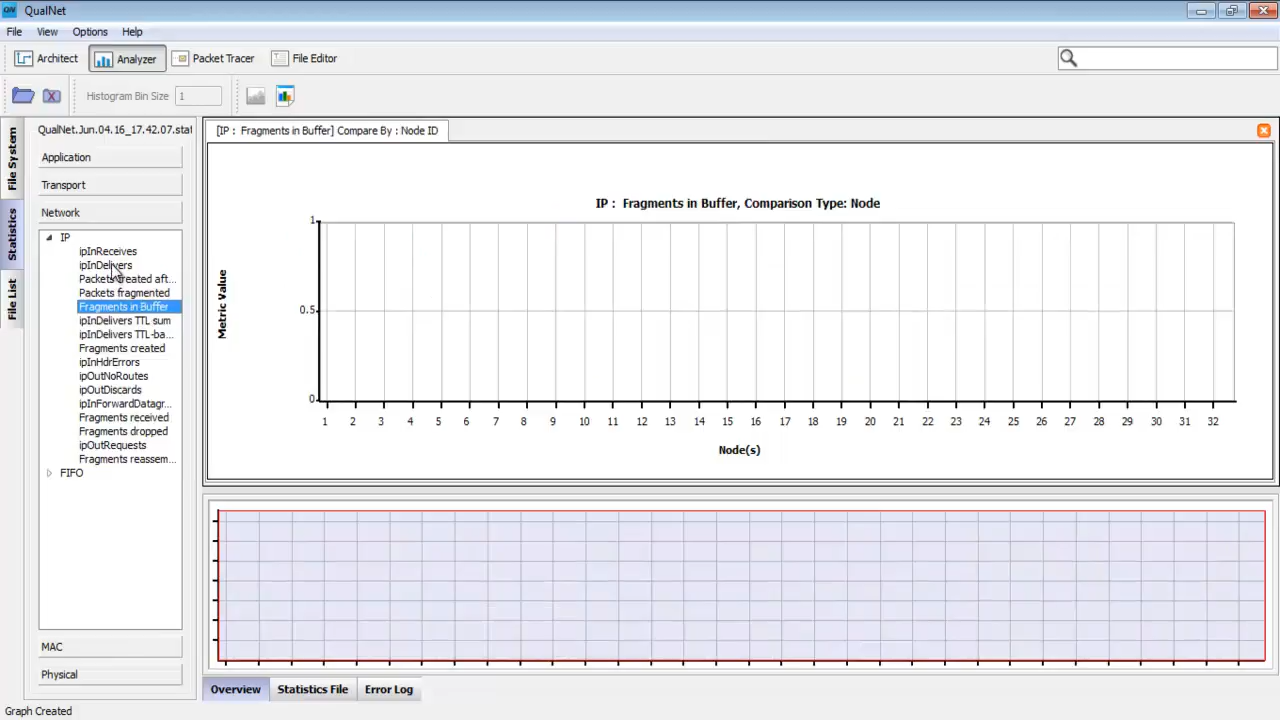 QN QualNet
File View Options Help
Architect Analyzer Packet Tracer File Editor
Histogram Bin Size 1
File System
Statistics
File List
QualNet.Jun.04.16_17.42.07.stat
Application
Transport
Network
IP
ipInReceives
ipInDelivers
Packets created aft...
Packets fragmented
Fragments in Buffer
ipInDelivers TTL sum
ipInDelivers TTL-ba...
Fragments created
ipInHdrErrors
ipOutNoRoutes
ipOutDiscards
ipInForwardDatagr...
Fragments received
Fragments dropped
ipOutRequests
Fragments reassem...
FIFO
MAC
Physical
[IP : Fragments in Buffer] Compare By : Node ID
IP : Fragments in Buffer, Comparison Type: Node
Metric Value
1
0.5
0
1 2 3 4 5 6 7 8 9 10 11 12 13 14 15 16 17 18 19 20 21 22 23 24 25 26 27 28 29 30 31 32
Node(s)
Overview Statistics File Error Log
Graph Created